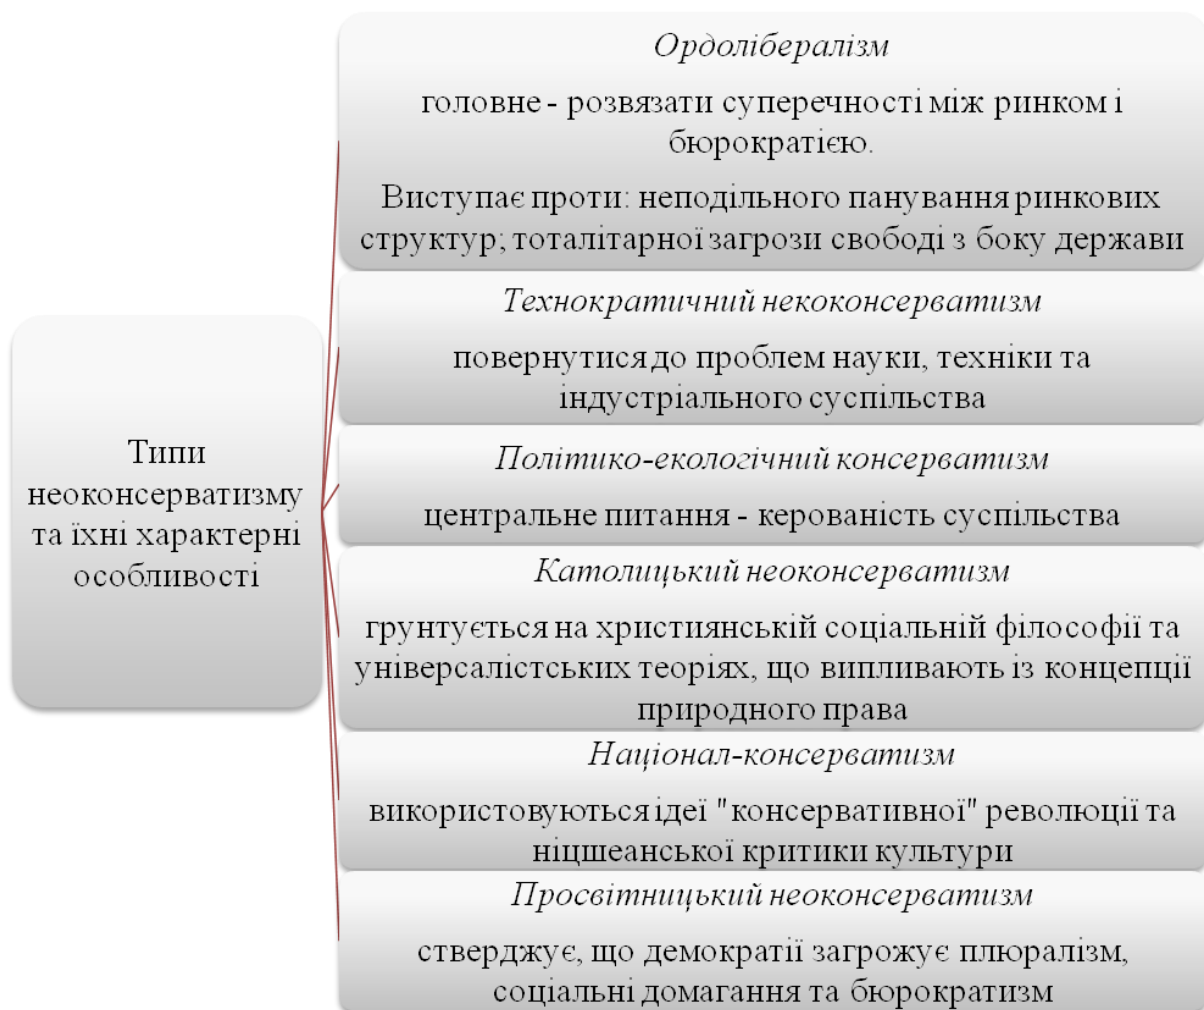 Типи
неоконсерватизму
та їхні характерні
особливості
Ордолібералізм
головне - розвязати суперечності між ринком і
бюрократією.
Виступає проти: неподільного панування ринкових
структур; тоталітарної загрози свободі з боку держави
Технократичний некоконсерватизм
повернутися до проблем науки, техніки та
індустріального суспільства
Політико-екологічний консерватизм
центральне питання - керованість суспільства
Католицький неоконсерватизм
грунтується на християнській соціальній філософії та
універсалістських теоріях, що випливають із концепції
природного права
Націонал-консерватизм
використовуються ідеї "консервативної" революції та
ніцшеанської критики культури
Просвітницький неоконсерватизм
стверджує, що демократії загрожує плюралізм,
соціальні домагання та бюрократизм